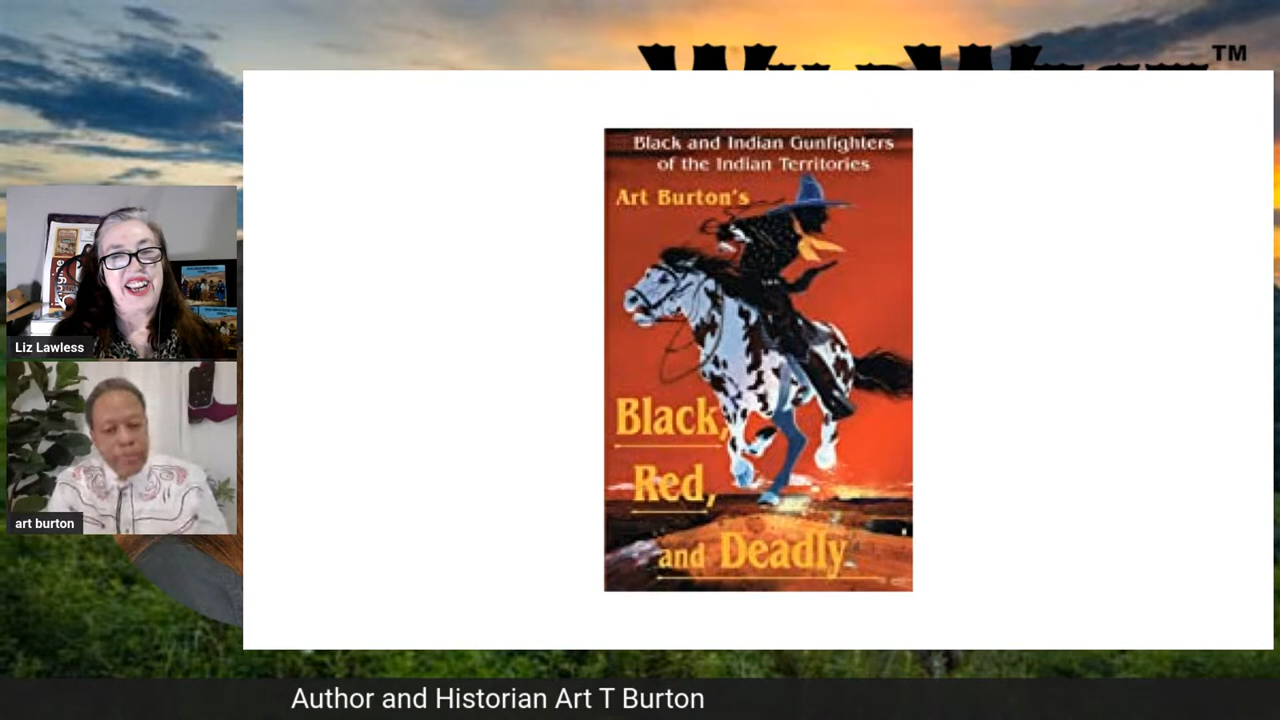 TM
Black and Indian Gunfighters
of the Indian Territories
Art Burton's
Black,
Red,
and Deadly
Liz Lawless
art burton
Author and Historian Art T Burton